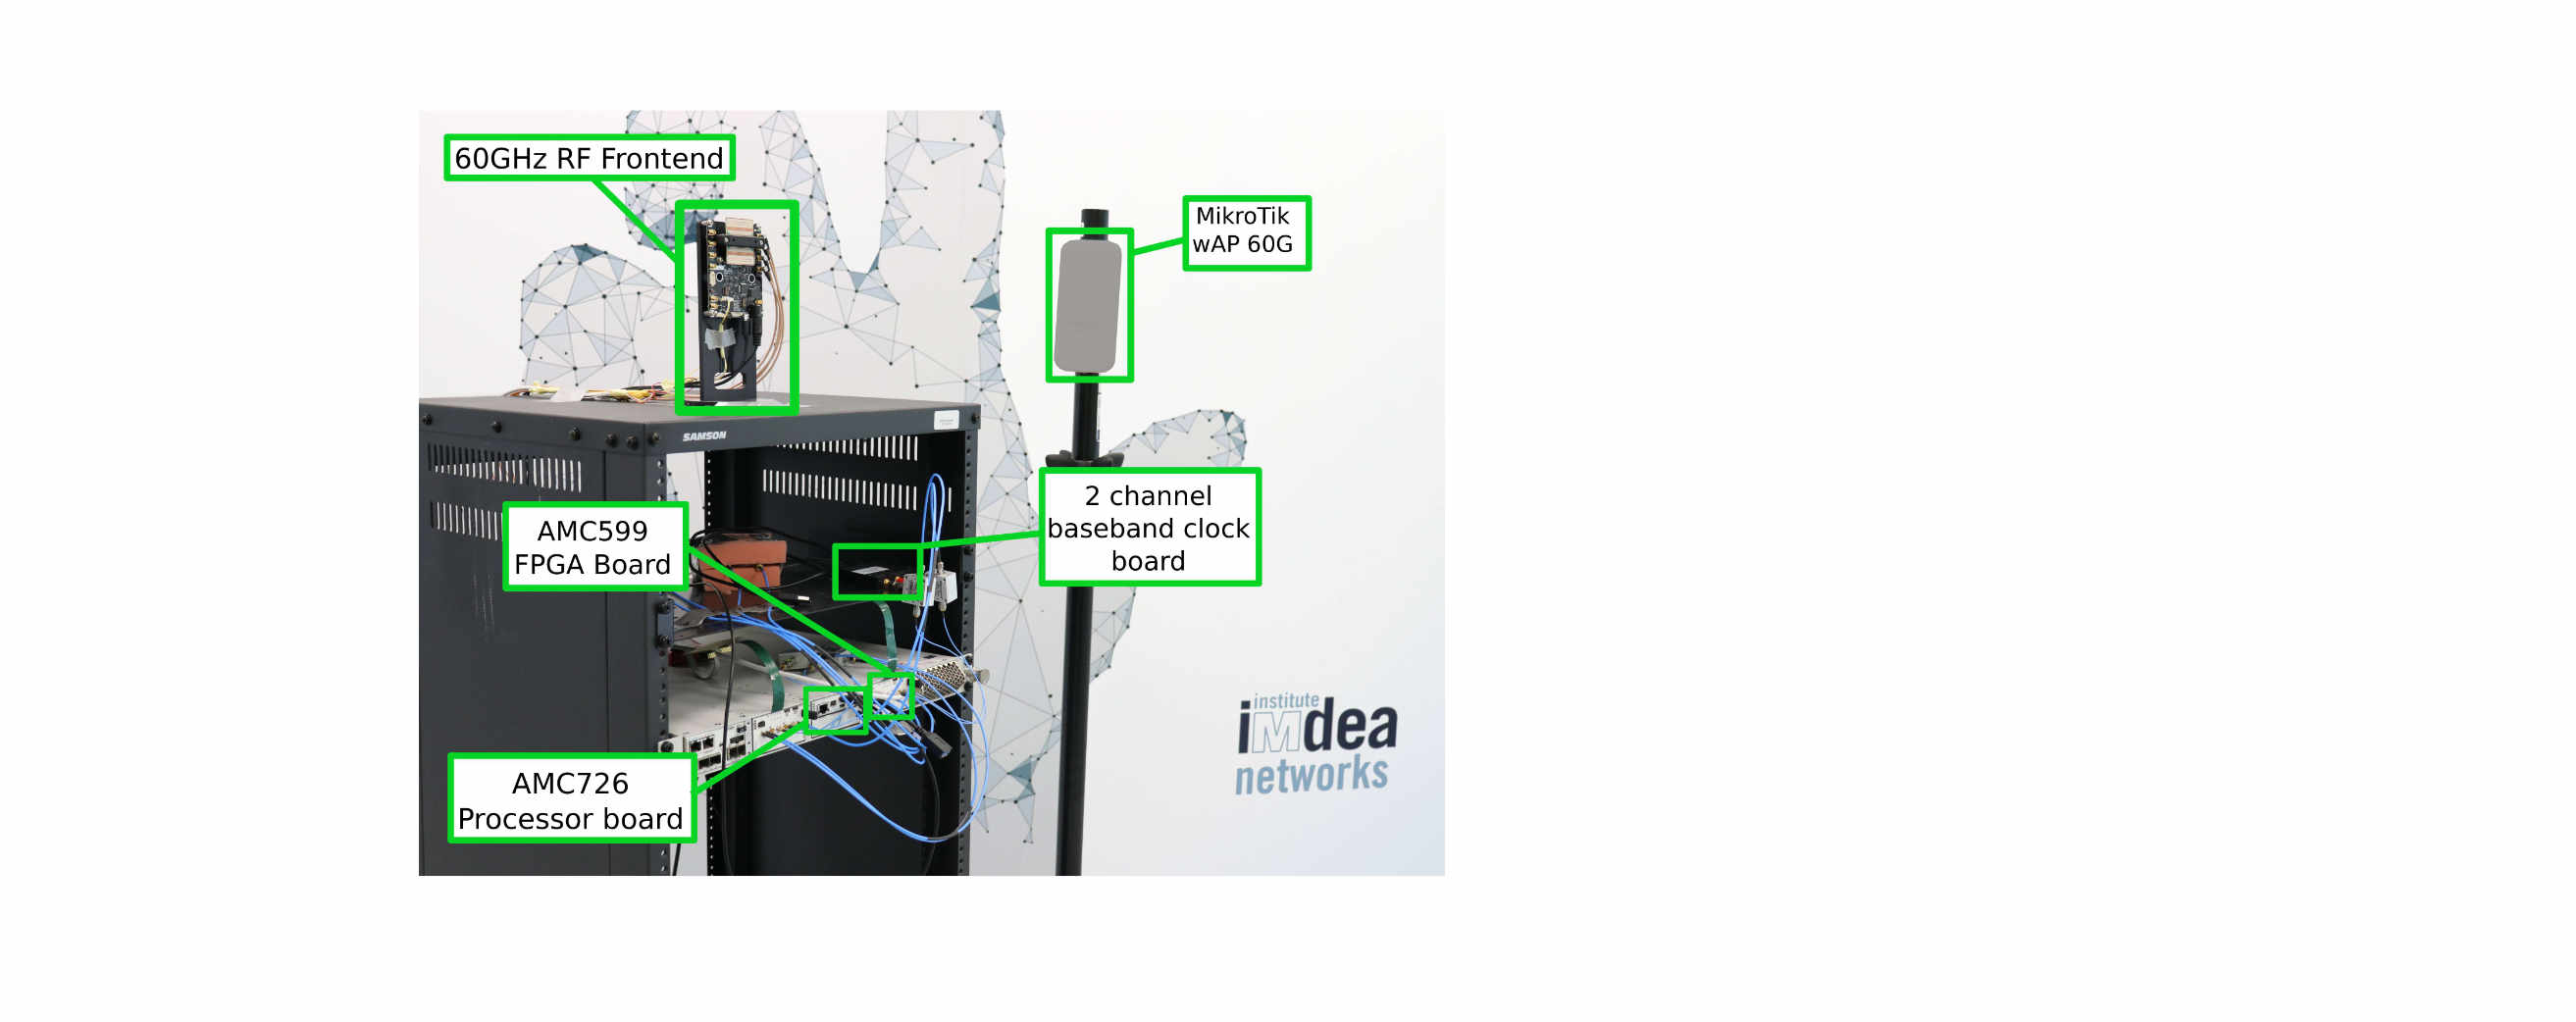 60GHz RF Frontend
MikroTik
wAP 60G
SAMSON
2 channel
baseband clock
board
AMC599
FPGA Board
AMC726
Processor board
institute
iMdea
networks